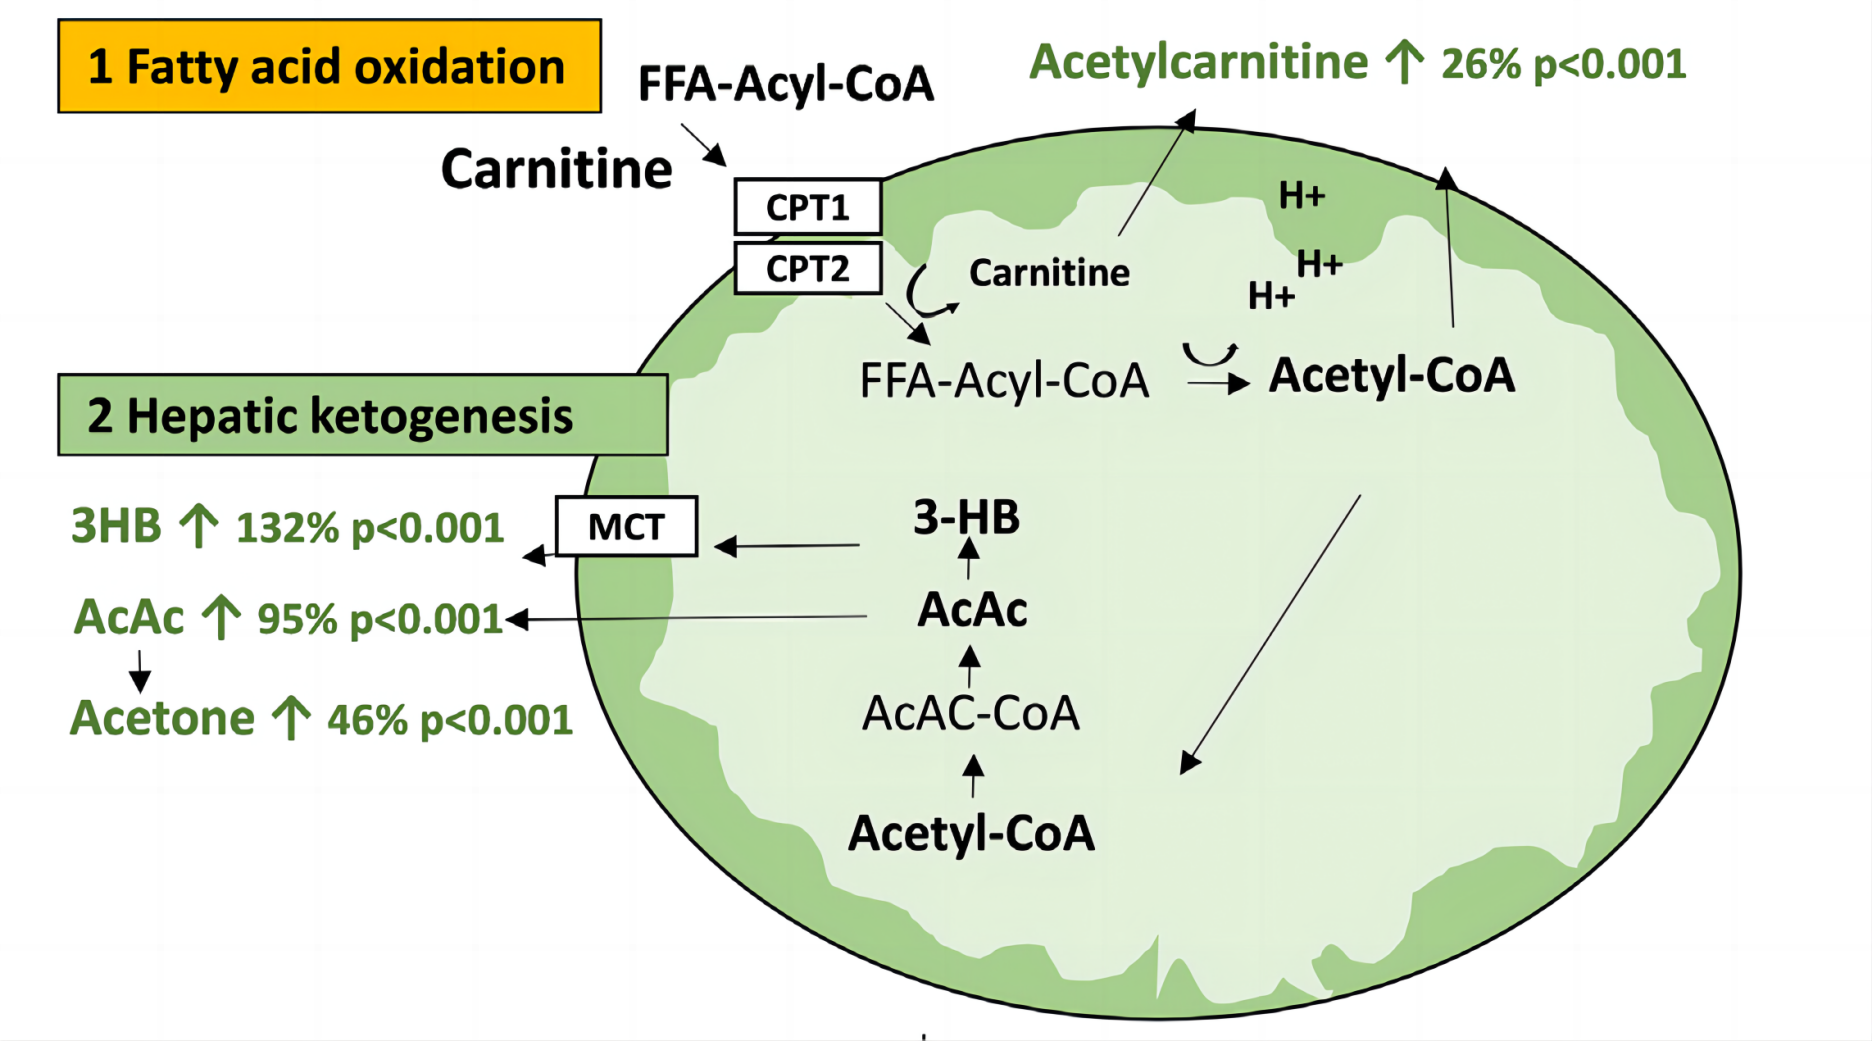 1 Fatty acid oxidation
FFA-Acyl-CoA
Acetylcarnitine ↑ 26% p<0.001
Carnitine
CPT1
CPT2
Carnitine
H+
H+
H+
FFA-Acyl-CoA
Acetyl-CoA
2 Hepatic ketogenesis
3HB ↑ 132% p<0.001
MCT
3-HB
AcAc ↑ 95% p<0.001
AcAc
Acetone ↑ 46% p<0.001
AcAC-CoA
Acetyl-CoA